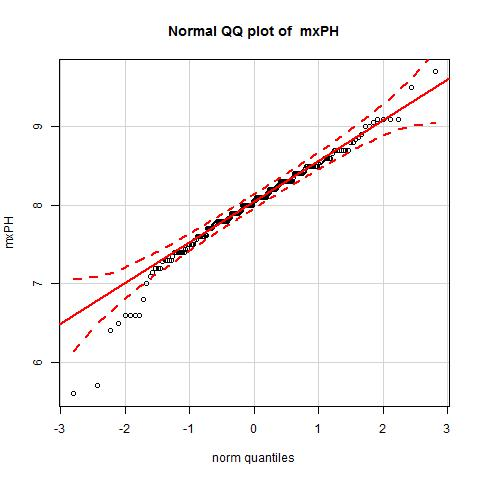 Normal QQ plot of mxPH
mxPH
9
8
7
6
-3 -2 -1 0 1 2 3
norm quantiles